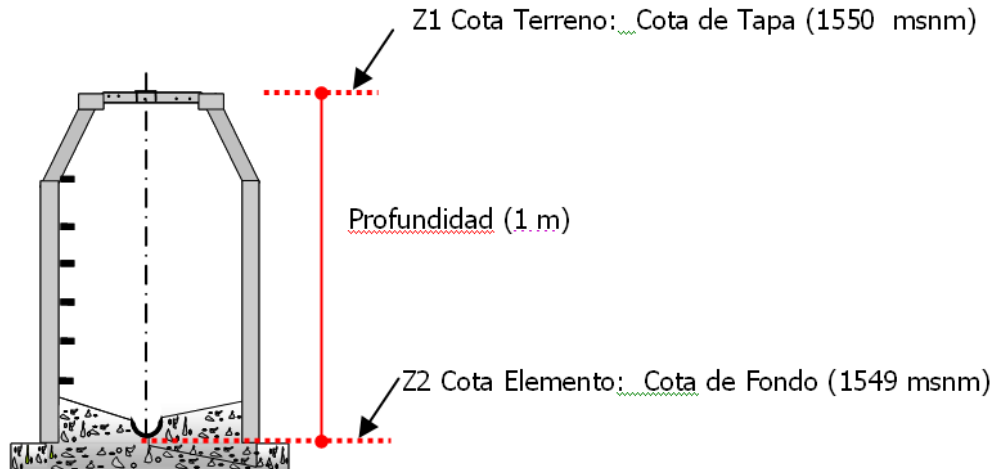 Z1 Cota Terreno:  Cota de Tapa (1550 msnm)
Profundidad (1 m)
Z2 Cota Elemento:  Cota de Fondo (1549 msnm)